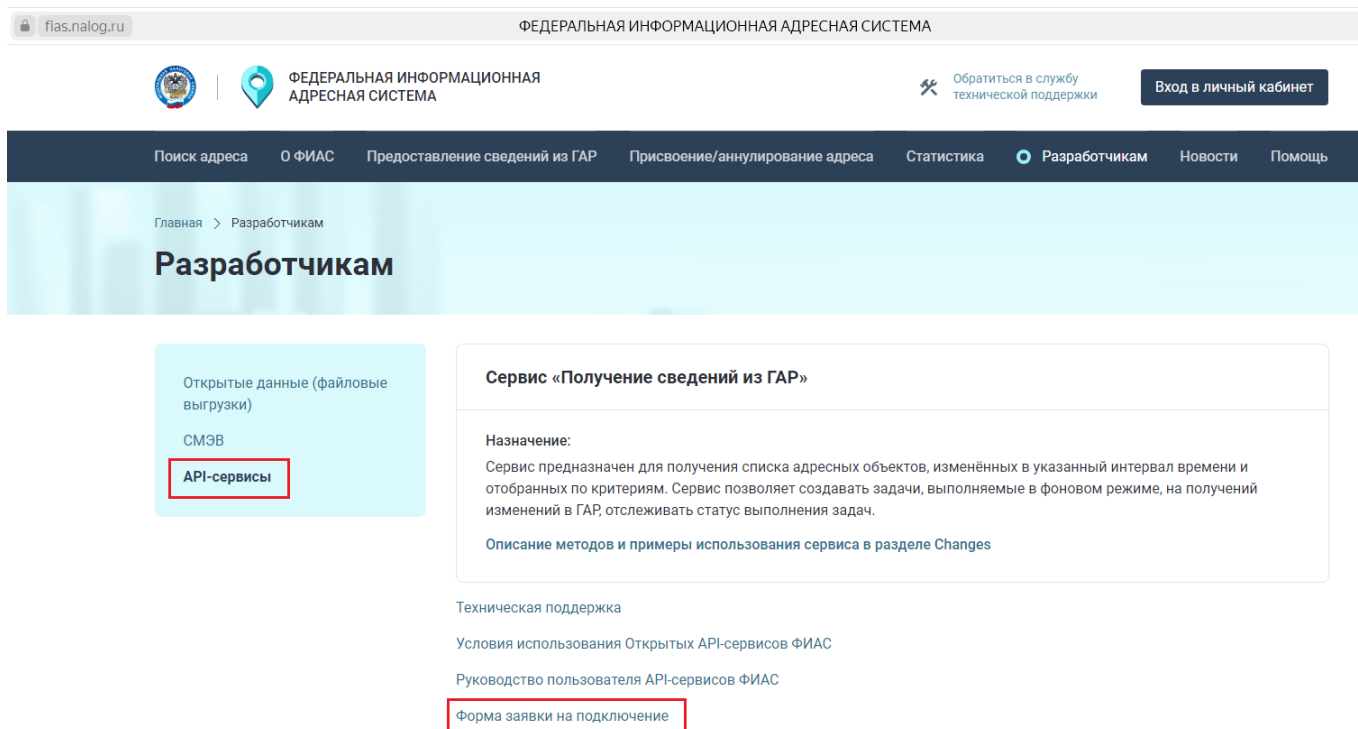 fias.nalog.ru
ФЕДЕРАЛЬНАЯ ИНФОРМАЦИОННАЯ АДРЕСНАЯ СИСТЕМА
ФЕДЕРАЛЬНАЯ ИНФОРМАЦИОННАЯ
АДРЕСНАЯ СИСТЕМА
Обратиться в службу
технической поддержки
Вход в личный кабинет
Поиск адреса
О ФИАС
Предоставление сведений из ГАР
Присвоение/аннулирование адреса
Статистика
Разработчикам
Новости
Помощь
Главная > Разработчикам
Разработчикам
Открытые данные (файловые
выгрузки)
СМЭВ
API-сервисы
Сервис «Получение сведений из ГАР»
Назначение:
Сервис предназначен для получения списка адресных объектов, изменённых в указанный интервал времени и
отобранных по критериям. Сервис позволяет создавать задачи, выполняемые в фоновом режиме, на получений
изменений в ГАР, отслеживать статус выполнения задач.
Описание методов и примеры использования сервиса в разделе Changes
Техническая поддержка
Условия использования Открытых API-сервисов ФИАС
Руководство пользователя API-сервисов ФИАС
Форма заявки на подключение